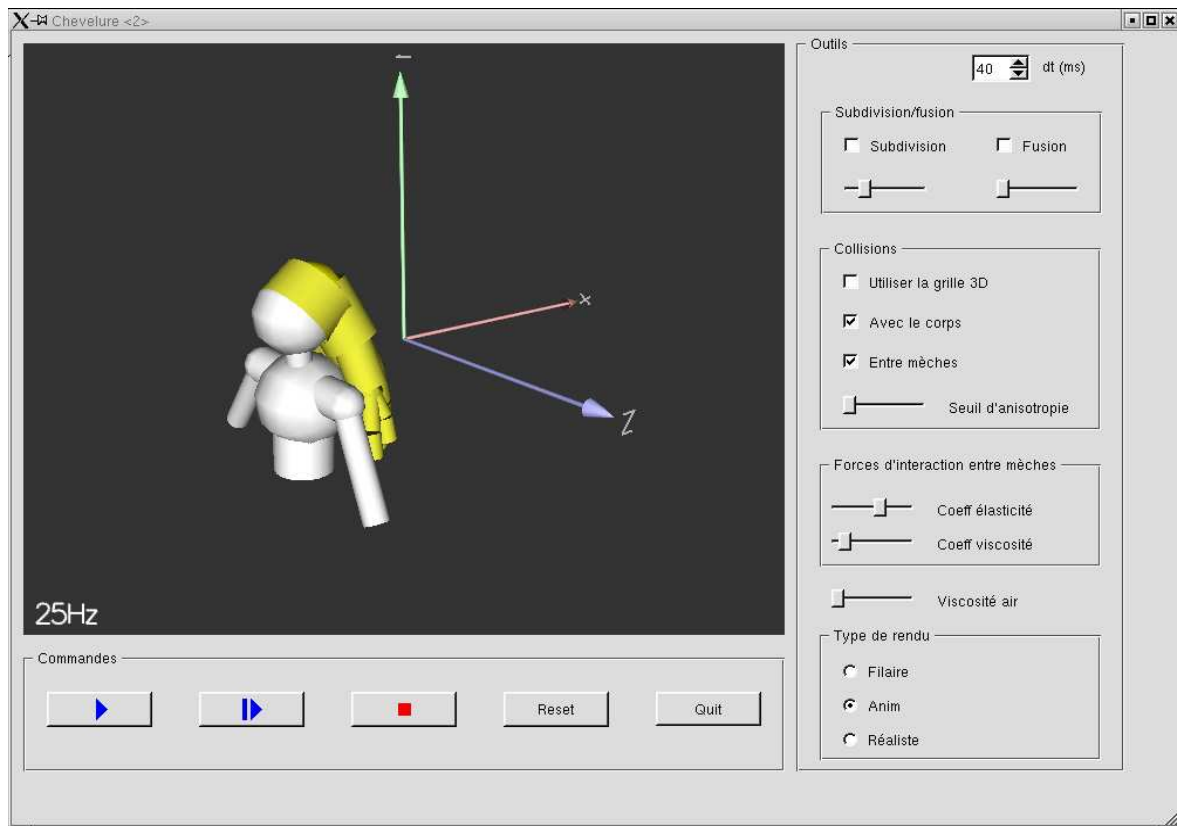 Chevelure <2>
Outils
40 dt (ms)
Subdivision/fusion
Subdivision Fusion
Collisions
Utiliser la grille 3D
Avec le corps
Entre mèches
Seuil d'anisotropie
Forces d'interaction entre mèches
Coeff élasticité
Coeff viscosité
Viscosité air
Type de rendu
Filaire
Anim
Réaliste
x
Z
25Hz
Commandes
Reset Quit